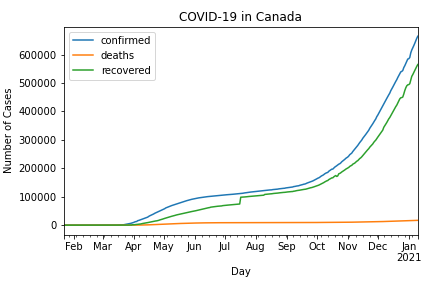 COVID-19 in Canada
confirmed
deaths
recovered
Number of Cases
600000
500000
400000
300000
200000
100000
0
Feb Mar Apr May Jun Jul Aug Sep Oct Nov Dec Jan
2021
Day